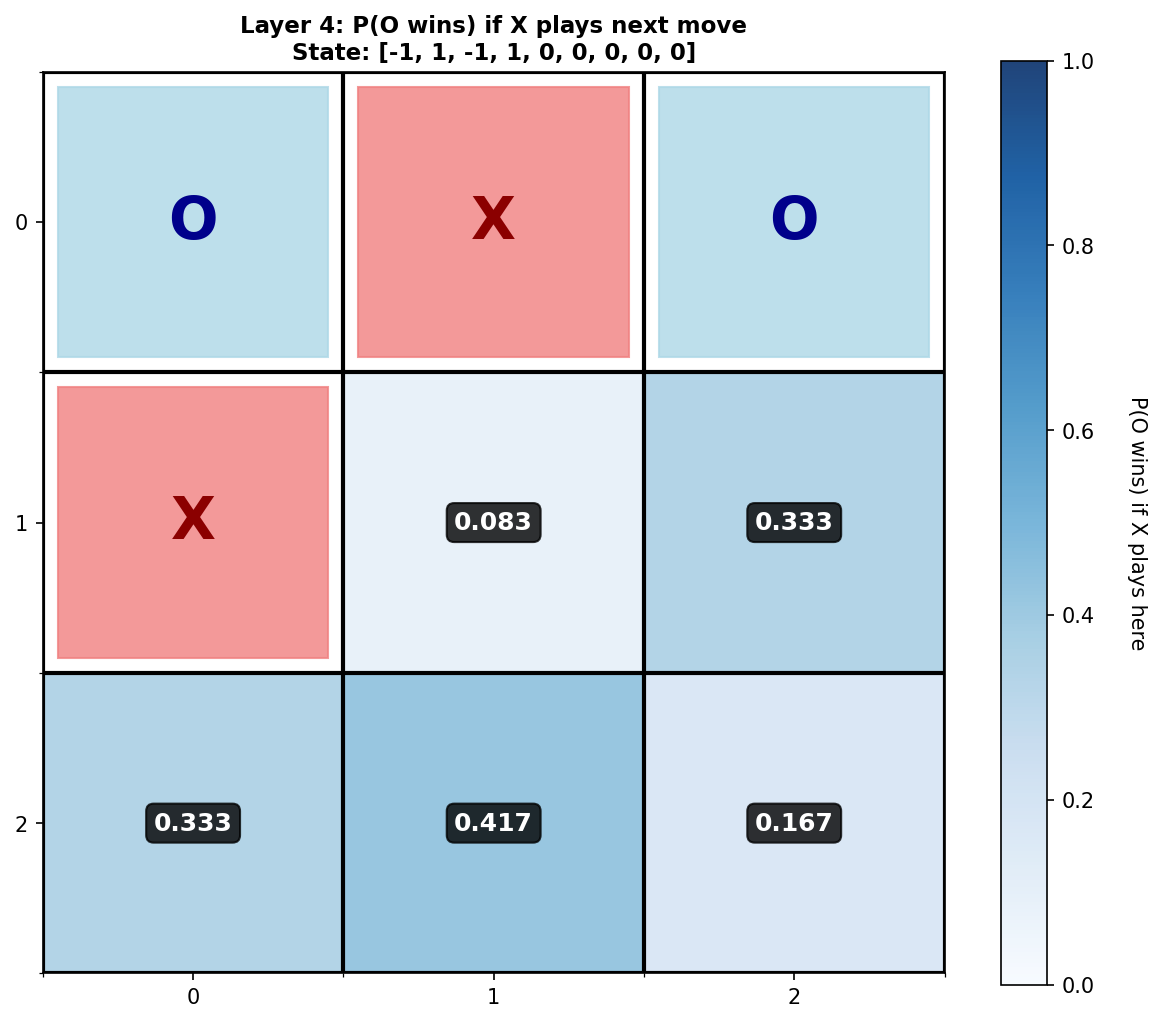 Layer 4: P(O wins) if X plays next move
State: [-1, 1, -1, 1, 0, 0, 0, 0, 0]
O
X
O
X
0.083
0.333
0.333
0.417
0.167
0
1
2
0
1
2
1.0
0.8
0.6
0.4
0.2
0.0
P(O wins) if X plays here